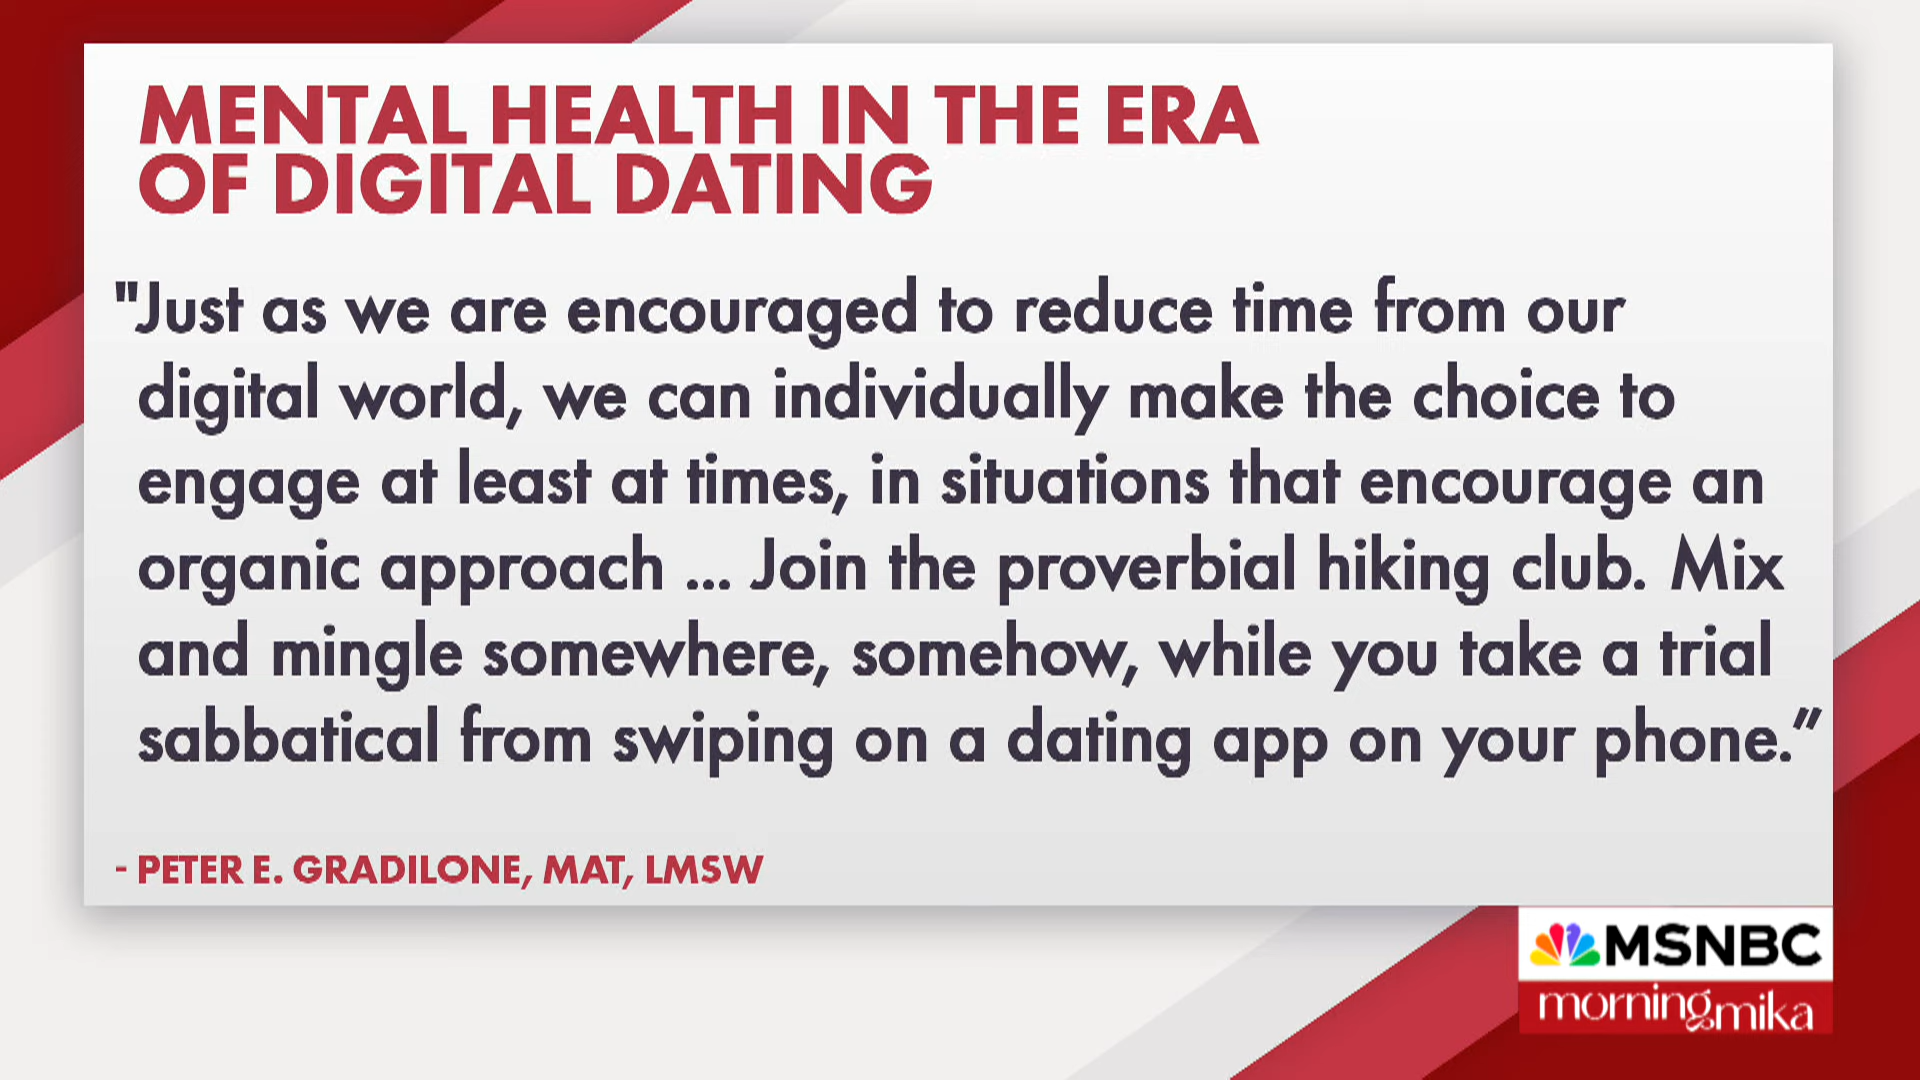 MENTAL HEALTH IN THE ERA
OF DIGITAL DATING
"Just as we are encouraged to reduce time from our
digital world, we can individually make the choice to
engage at least at times, in situations that encourage an
organic approach ... Join the proverbial hiking club. Mix
and mingle somewhere, somehow, while you take a trial
sabbatical from swiping on a dating app on your phone.”
- PETER E. GRADILONE, MAT, LMSW
MSNBC
morning mika